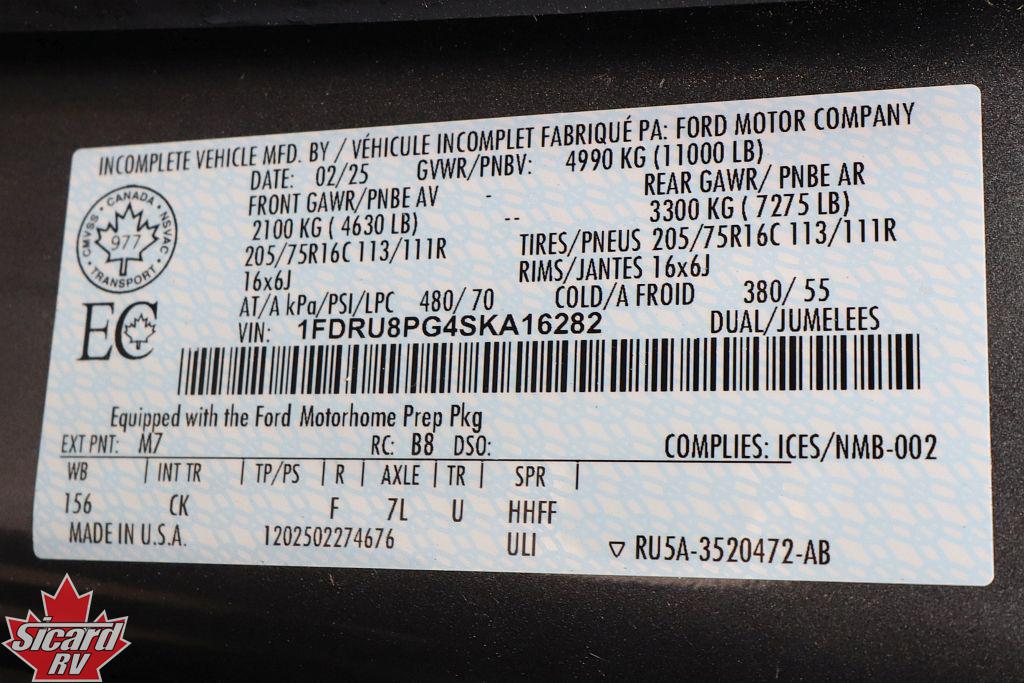 INCOMPLETE VEHICLE MFD. BY / VÉHICULE INCOMPLET FABRIQUÉ PA: FORD MOTOR COMPANY
DATE: 02/25 GVWR/PNBV: 4990 KG (11000 LB)
FRONT GAWR/PNBE AV - REAR GAWR/ PNBE AR
2100 KG ( 4630 LB) -- 3300 KG ( 7275 LB)
205/75R16C 113/111R TIRES/PNEUS 205/75R16C 113/111R
16x6J RIMS/JANTES 16x6J
AT/A kPa/PSI/LPC 480/ 70 COLD/A FROID 380/ 55
VIN: 1FDRU8PG4SKA16282 DUAL/JUMELEES
CANADA
CMVSS NSVAC
977
TRANSPORT
EC
Equipped with the Ford Motorhome Prep Pkg
EXT PNT: M7 RC: B8 DSO: COMPLIES: ICES/NMB-002
WB | INT TR | TP/PS | R | AXLE | TR | SPR |
156 CK F 7L U HHFF
MADE IN U.S.A. 1202502274676 ULI ▽ RU5A-3520472-AB
Sicard
RV